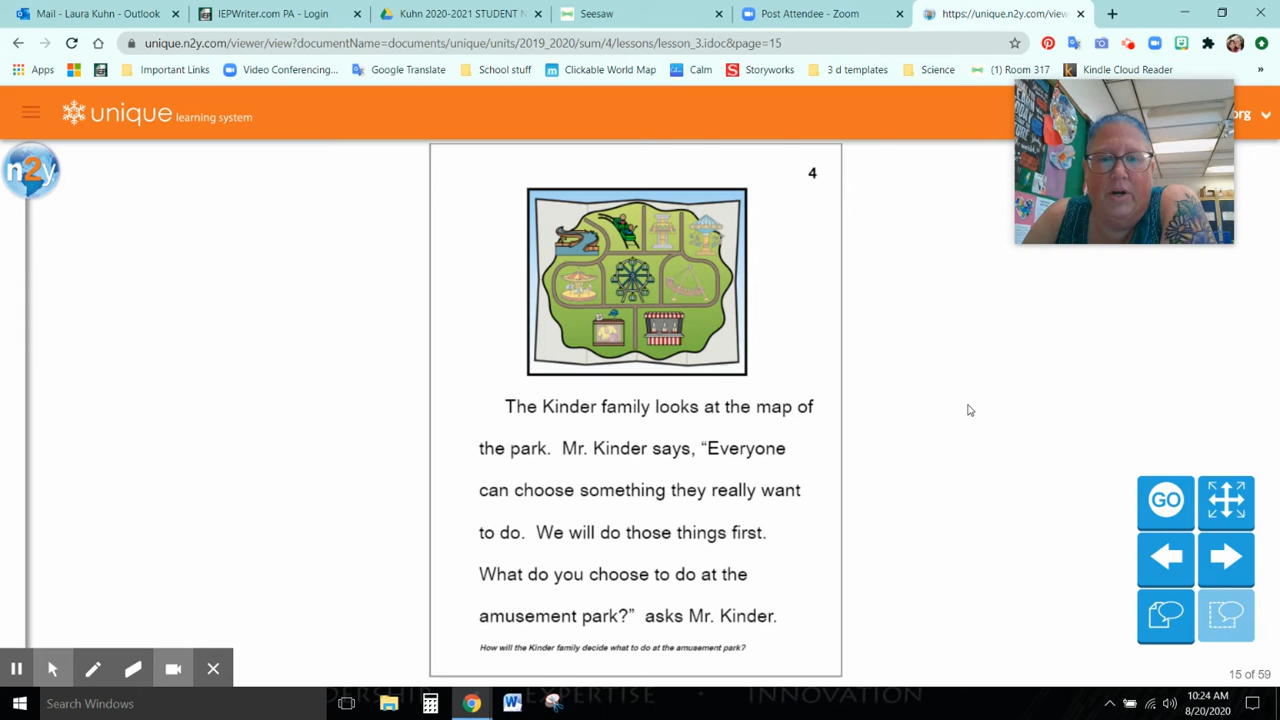 Mail - Laura Kuhn - Outlook
IEPWriter.com PA - Login
Kuhn 2020-2021 STUDENT N
Seesaw
Post Attendee - Zoom
https://unique.n2y.com/view
unique.n2y.com/viewer/view?documentName=documents/unique/units/2019_2020/sum/4/lessons/lesson_3.idoc&page=15
Apps
Important Links
Video Conferencing...
Google Translate
School stuff
Clickable World Map
Calm
Storyworks
3 d templates
Science
(1) Room 317
Kindle Cloud Reader
unique learning system
org
n2y
4
The Kinder family looks at the map of
the park. Mr. Kinder says, “Everyone
can choose something they really want
to do. We will do those things first.
What do you choose to do at the
amusement park?” asks Mr. Kinder.
How will the Kinder family decide what to do at the amusement park?
GO
15 of 59
EXPERTISE · INNOVATION
Search Windows
10:24 AM
8/20/2020